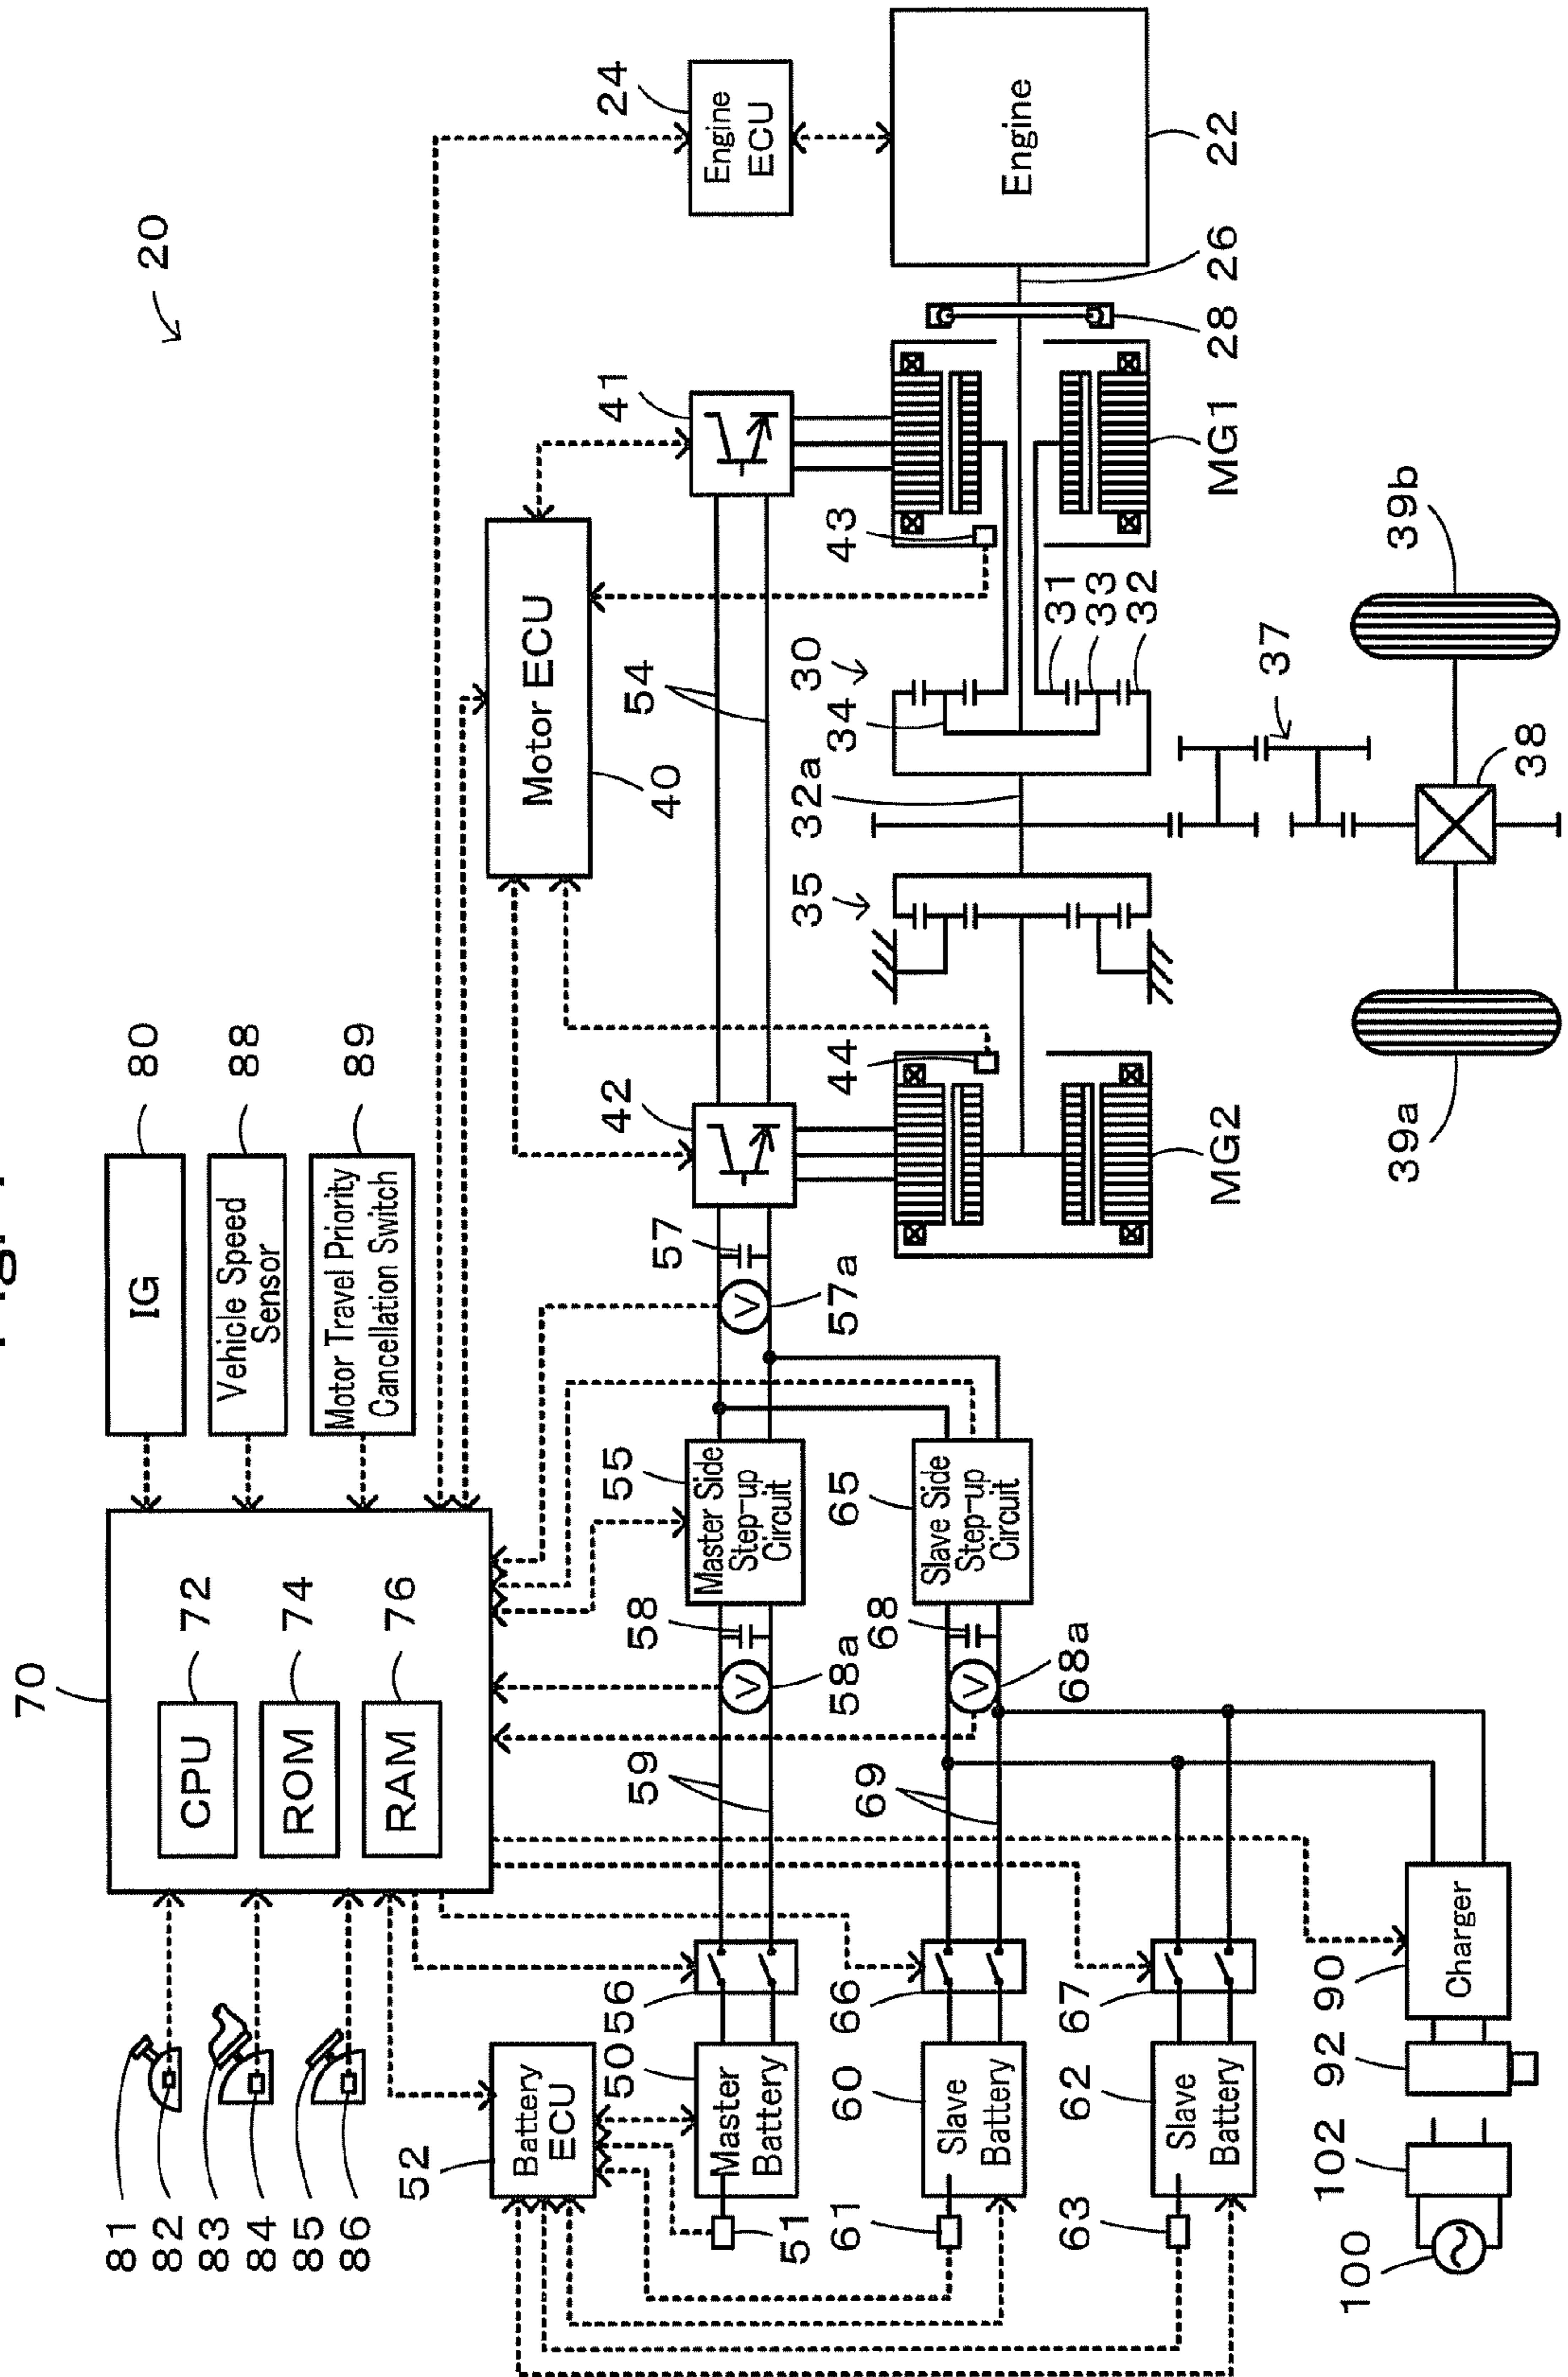 20
70
CPU
72
ROM
74
RAM
76
IG
80
Vehicle Speed
Sensor
88
Motor Travel Priority
Cancellation Switch
89
81
82
83
84
85
86
Battery
ECU
52
Motor ECU
40
Engine
ECU
24
Master
Battery
50
51
56
59
58
58a
Master Side
Step-up
Circuit
55
57
57a
42
54
41
Slave
Battery
60
61
66
69
68
68a
Slave Side
Step-up
Circuit
65
44
MG2
35
32a
34
30
31
33
32
43
MG1
28
26
Engine
22
Slave
Battery
62
63
67
100
102
92
Charger
90
37
38
39a
39b